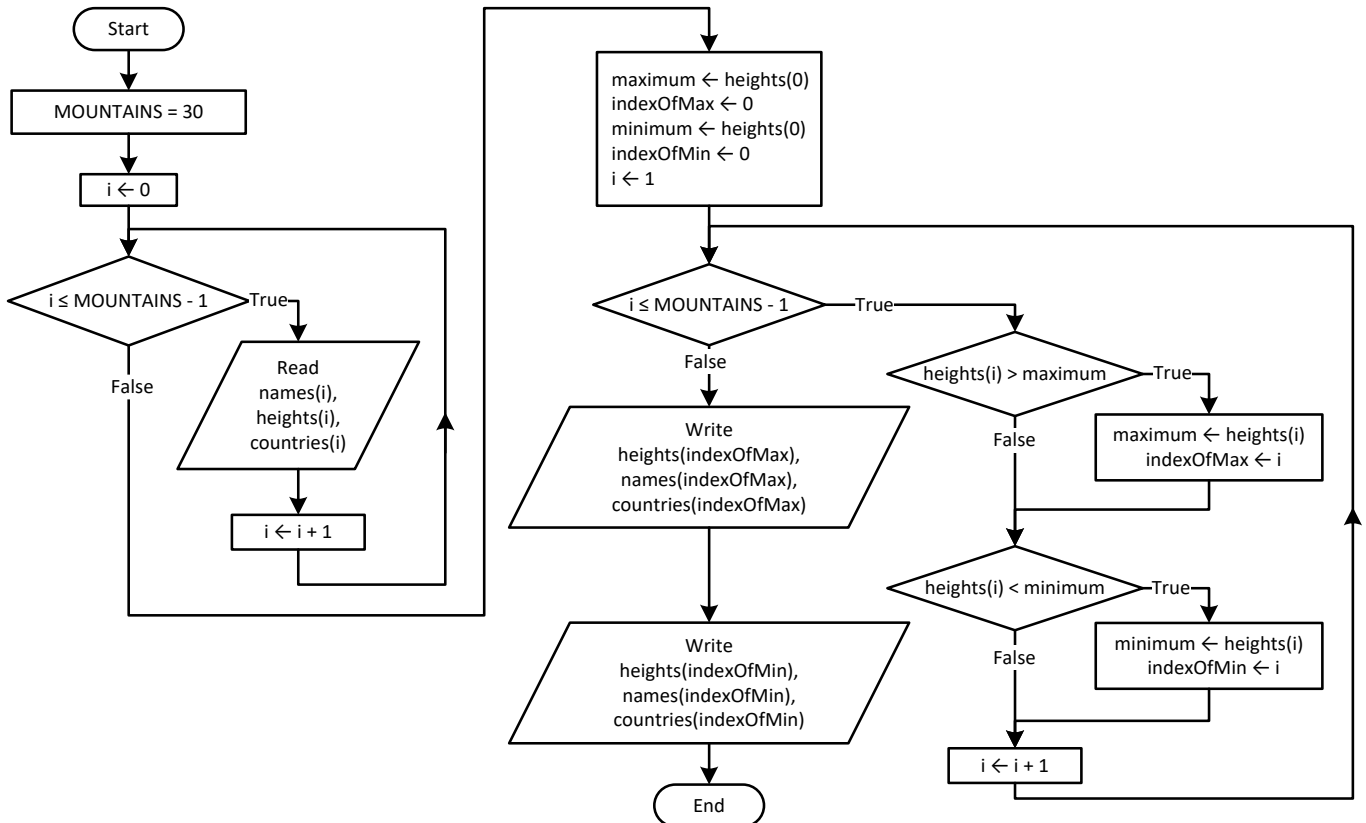 Start
MOUNTAINS = 30
i ← 0
i ≤ MOUNTAINS - 1
True
False
Read
names(i),
heights(i),
countries(i)
i ← i + 1
maximum ← heights(0)
indexOfMax ← 0
minimum ← heights(0)
indexOfMin ← 0
i ← 1
i ≤ MOUNTAINS - 1
True
False
heights(i) > maximum
True
False
maximum ← heights(i)
indexOfMax ← i
heights(i) < minimum
True
False
minimum ← heights(i)
indexOfMin ← i
i ← i + 1
Write
heights(indexOfMax),
names(indexOfMax),
countries(indexOfMax)
Write
heights(indexOfMin),
names(indexOfMin),
countries(indexOfMin)
End